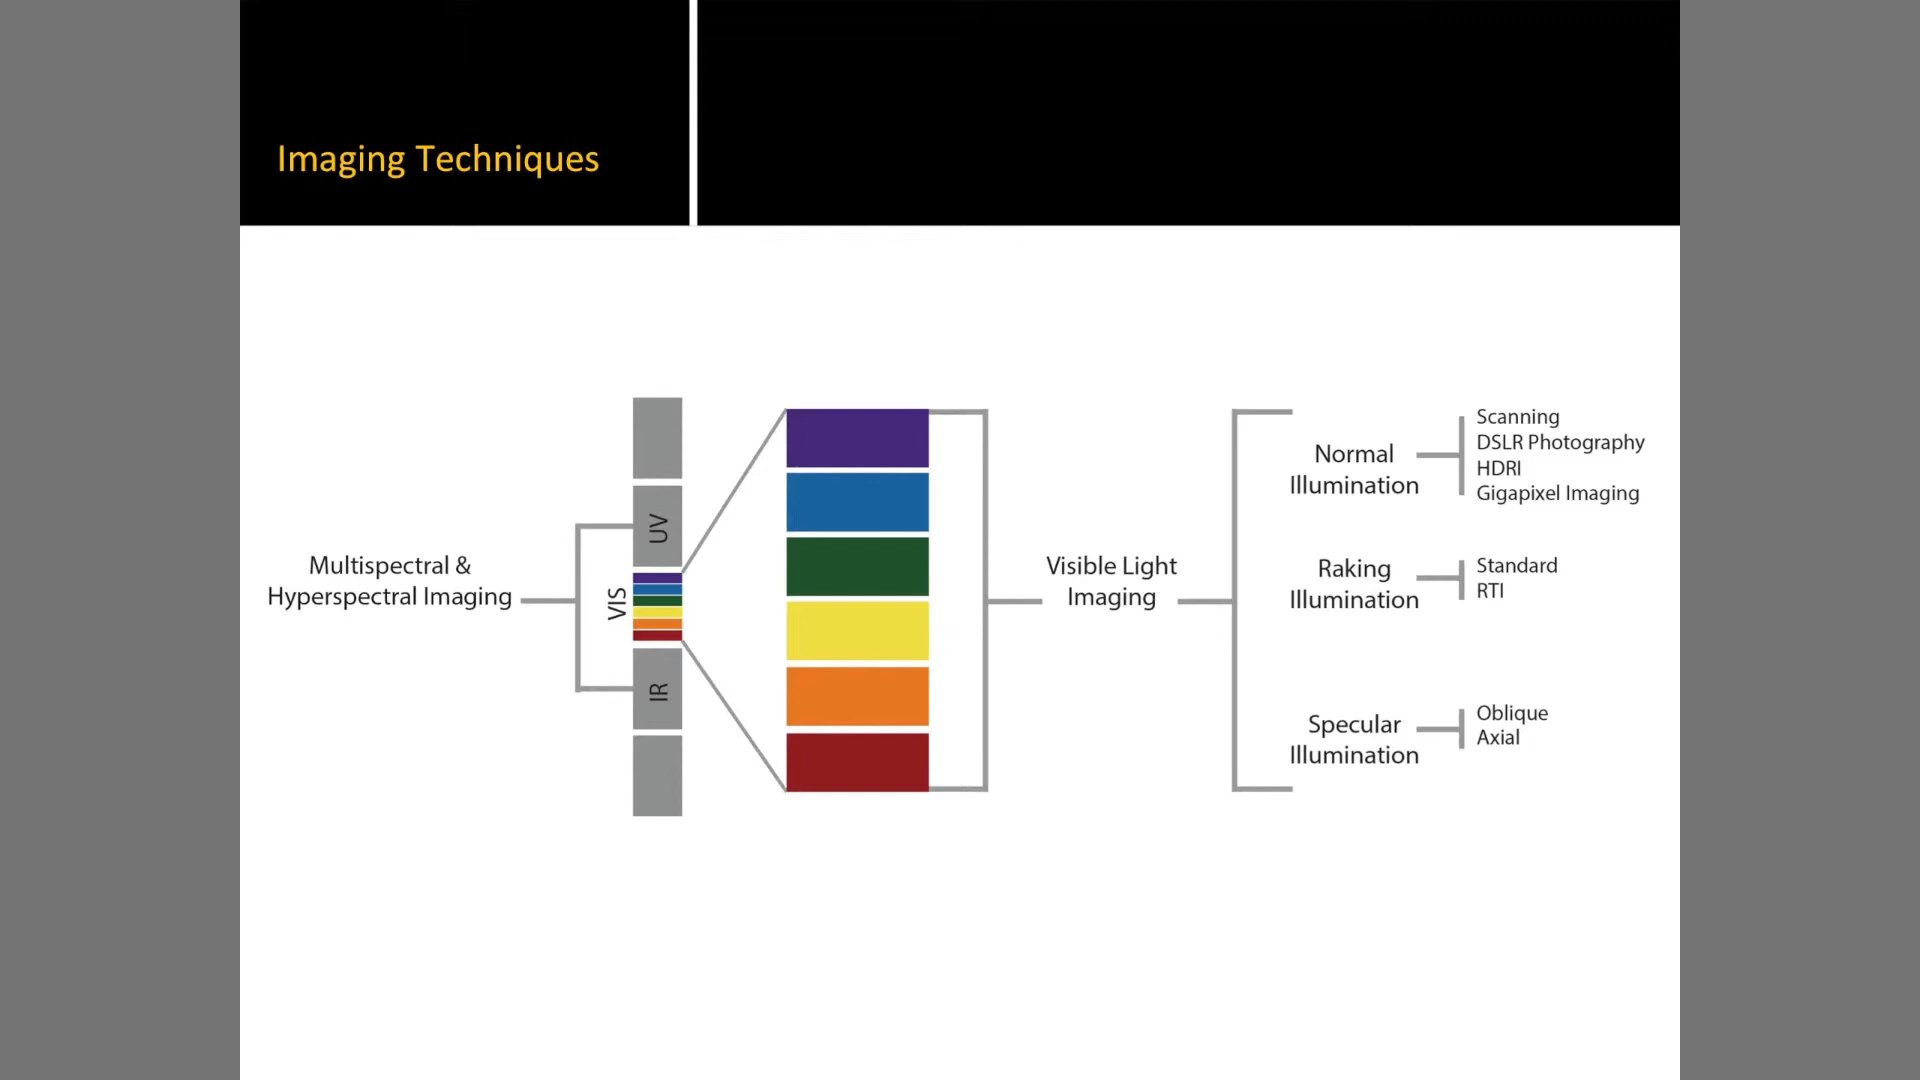 Imaging Techniques
Multispectral &
Hyperspectral Imaging
UV
VIS
IR
Visible Light
Imaging
Normal
Illumination
Scanning
DSLR Photography
HDRI
Gigapixel Imaging
Raking
Illumination
Standard
RTI
Specular
Illumination
Oblique
Axial